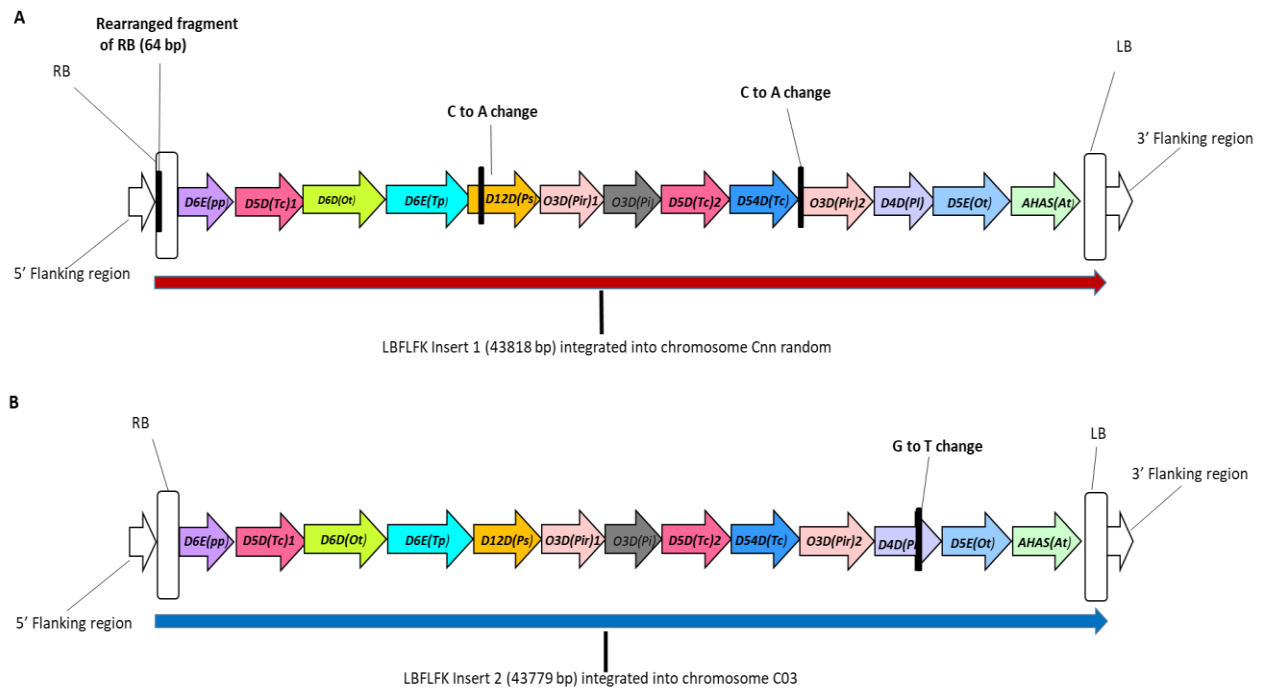 A
Rearranged fragment
of RB (64 bp)
RB
LB
C to A change
C to A change
3’ Flanking region
D6E(pp)
D5D(Tc)1
D6D(Ot)
D6E(Tp)
D12D(Ps
O3D(Pir)1
O3D(Pi)
D5D(Tc)2
D54D(Tc)
O3D(Pir)2
D4D(Pl)
D5E(Ot)
AHAS(At)
5’ Flanking region
LBFLFK Insert 1 (43818 bp) integrated into chromosome Cnn random
B
RB
LB
G to T change
3’ Flanking region
D6E(pp)
D5D(Tc)1
D6D(Ot)
D6E(Tp)
D12D(Ps)
O3D(Pir)1
O3D(Pi)
D5D(Tc)2
D54D(Tc)
O3D(Pir)2
D4D(P
D5E(Ot)
AHAS(At)
5’ Flanking region
LBFLFK Insert 2 (43779 bp) integrated into chromosome C03